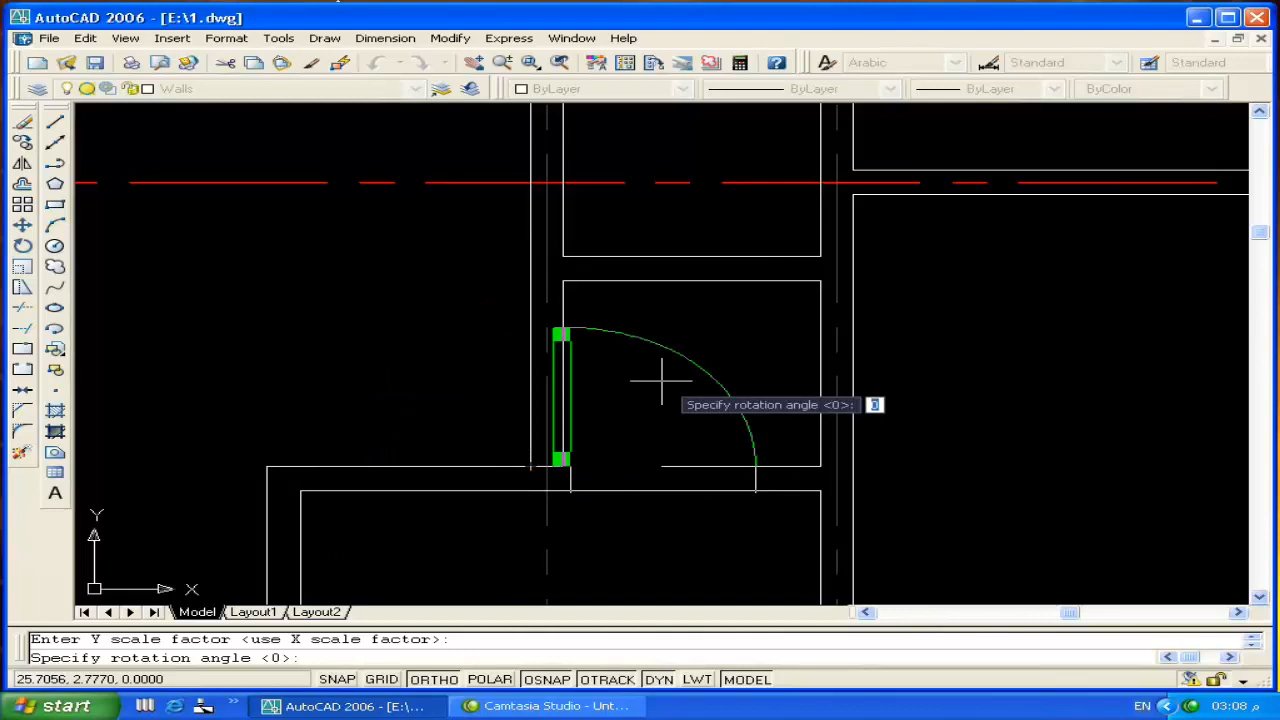 AutoCAD 2006 - [E:\1.dwg]
File Edit View Insert Format Tools Draw Dimension Modify Express Window Help
Arabic Standard Standard
Walls ByLayer ByLayer ByLayer ByColor
Specify rotation angle <0>: 0
A
Y
X
Model Layout1 Layout2
Enter Y scale factor <use X scale factor>:
Specify rotation angle <0>:
25.7056, 2.7770, 0.0000 SNAP GRID ORTHO POLAR OSNAP OTRACK DYN LWT MODEL
start AutoCAD 2006 - [E:\... Camtasia Studio - Unt... EN 03:08 م